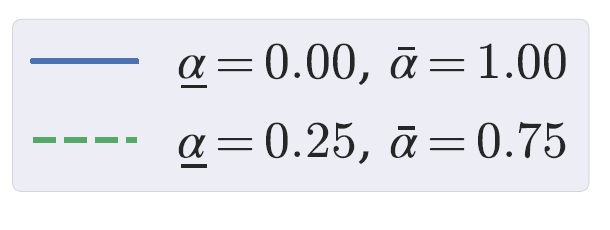 α̲ = 0.00, ᾱ = 1.00
α̲ = 0.25, ᾱ = 0.75